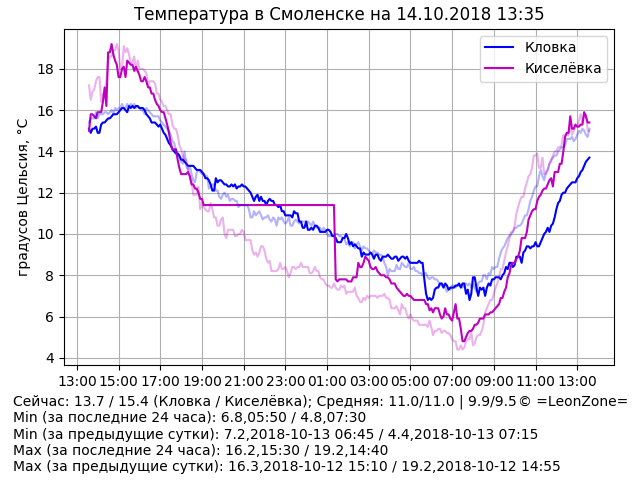 Температура в Смоленске на 14.10.2018 13:35
Кловка
Киселёвка
градусов Цельсия, °C
18
16
14
12
10
8
6
4
13:00 15:00 17:00 19:00 21:00 23:00 01:00 03:00 05:00 07:00 09:00 11:00 13:00
Сейчас: 13.7 / 15.4 (Кловка / Киселёвка); Средняя: 11.0/11.0 | 9.9/9.5© =LeonZone=
Min (за последние 24 часа): 6.8,05:50 / 4.8,07:30
Min (за предыдущие сутки): 7.2,2018-10-13 06:45 / 4.4,2018-10-13 07:15
Max (за последние 24 часа): 16.2,15:30 / 19.2,14:40
Max (за предыдущие сутки): 16.3,2018-10-12 15:10 / 19.2,2018-10-12 14:55